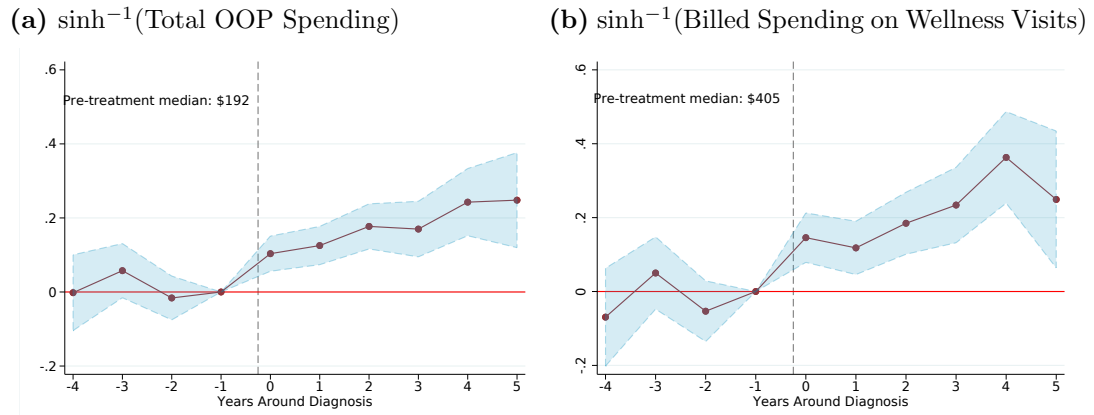 (a) sinh⁻¹(Total OOP Spending)
.6
Pre-treatment median: $192
.4
.2
0
-.2
-4 -3 -2 -1 0 1 2 3 4 5
Years Around Diagnosis
(b) sinh⁻¹(Billed Spending on Wellness Visits)
.6
Pre-treatment median: $405
.4
.2
0
-.2
-4 -3 -2 -1 0 1 2 3 4 5
Years Around Diagnosis